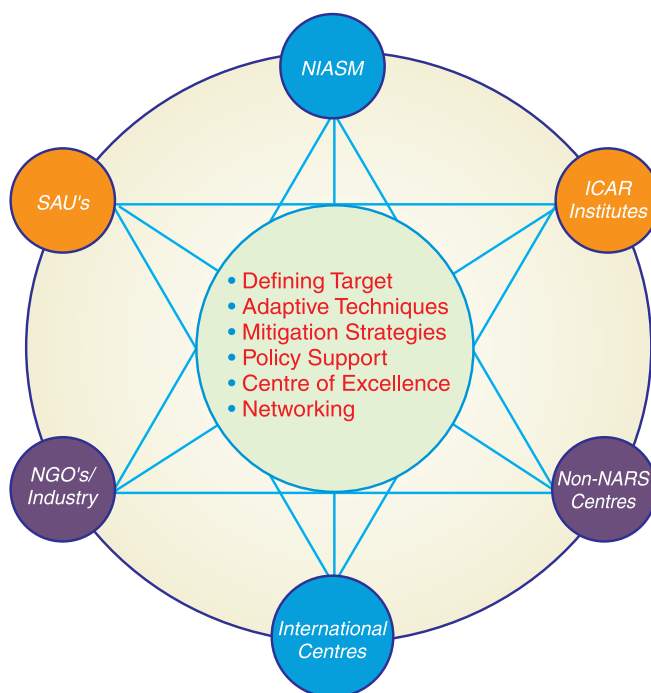 NIASM
SAU's
ICAR
Institutes
• Defining Target
• Adaptive Techniques
• Mitigation Strategies
• Policy Support
• Centre of Excellence
• Networking
NGO's/
Industry
Non-NARS
Centres
International
Centres